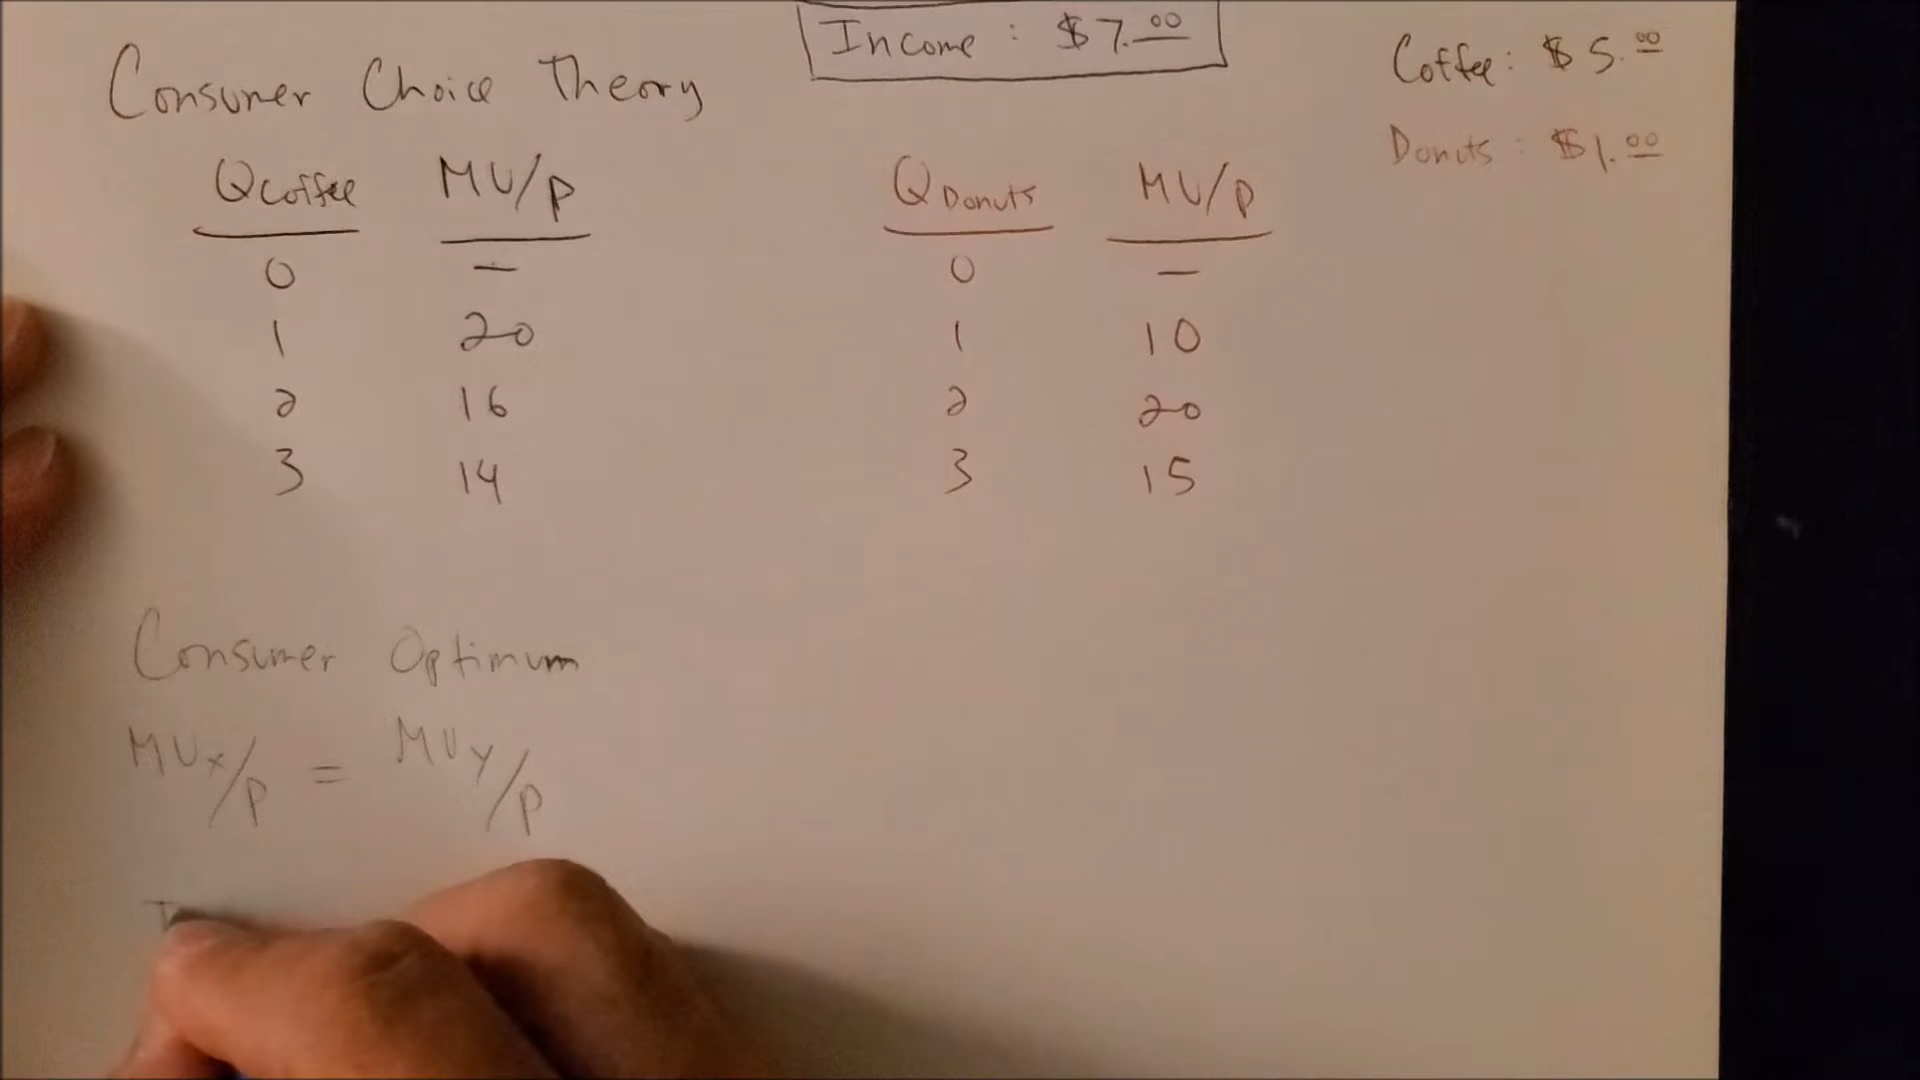 Income: $7.00
Consumer Choice Theory
Coffee: $5.00
Donuts: $1.00
QCoffee MU/P
0 —
1 20
2 16
3 14
QDonuts MU/P
0 —
1 10
2 20
3 15
Consumer Optimum
MUx/P = MUy/P